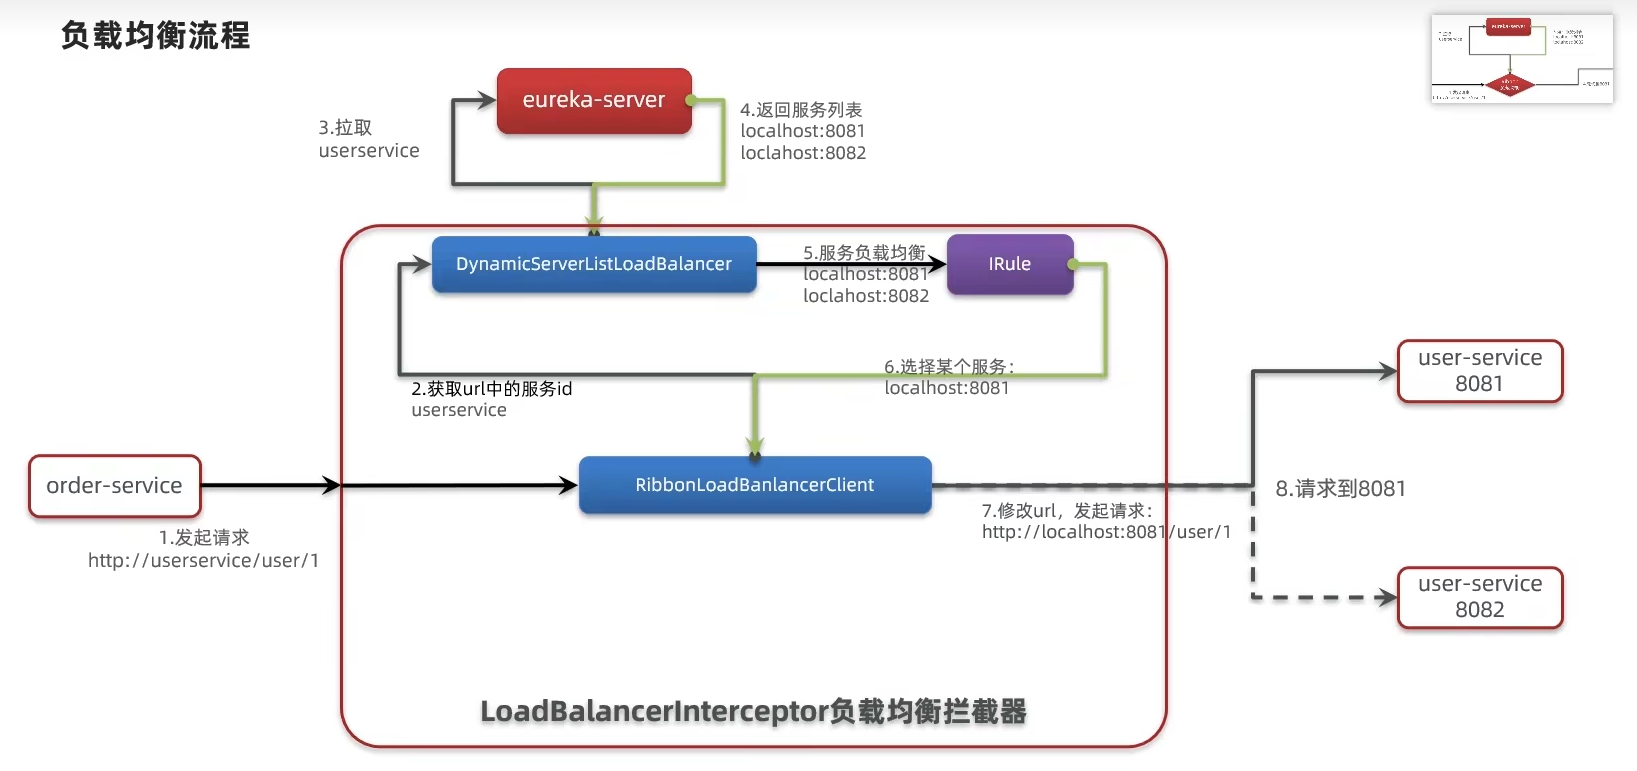 负载均衡流程
eureka-server
3.拉取
userservice
4.返回服务列表
localhost:8081
loclahost:8082
DynamicServerListLoadBalancer
5.服务负载均衡
localhost:8081
loclahost:8082
IRule
2.获取url中的服务id
userservice
6.选择某个服务：
localhost:8081
order-service
1.发起请求
http://userservice/user/1
RibbonLoadBanlancerClient
7.修改url，发起请求：
http://localhost:8081/user/1
user-service
8081
8.请求到8081
user-service
8082
LoadBalancerInterceptor负载均衡拦截器
eureka-server